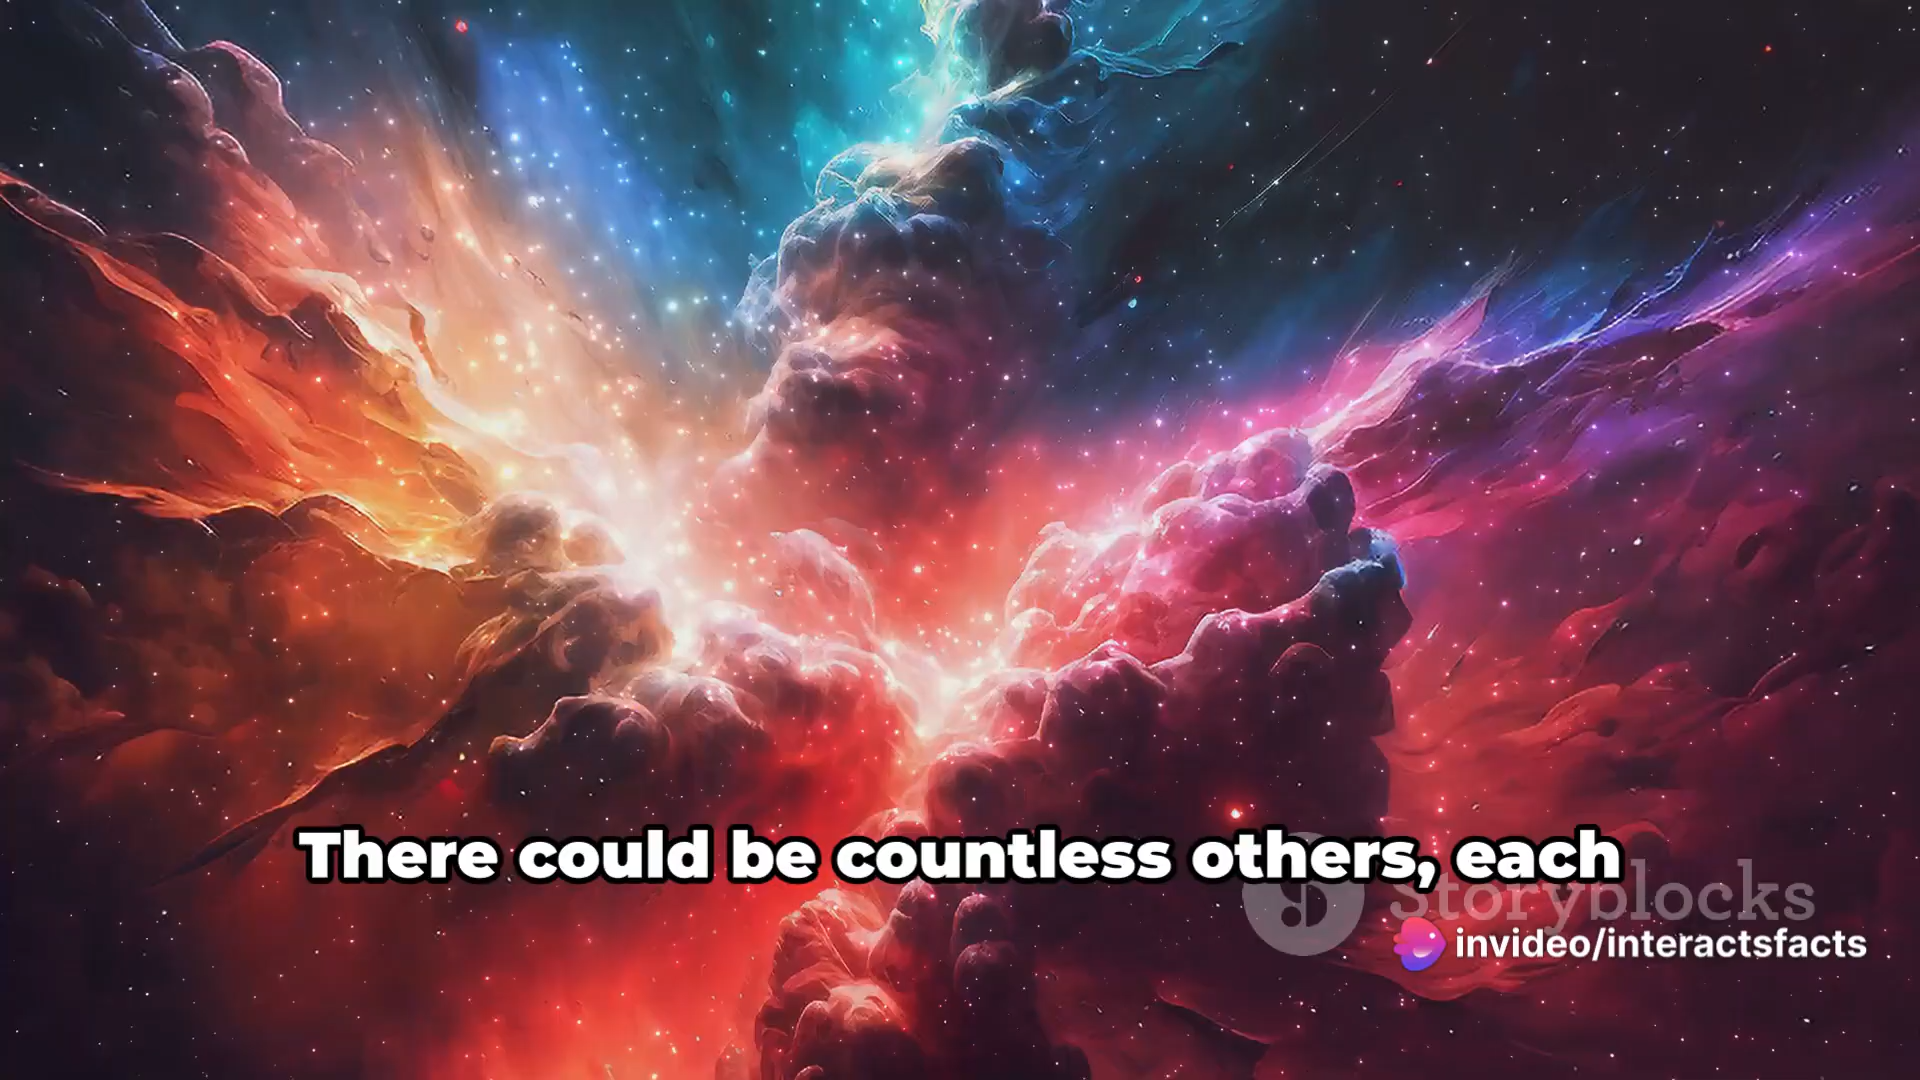 There could be countless others, each
Storyblocks
invideo/interactsfacts